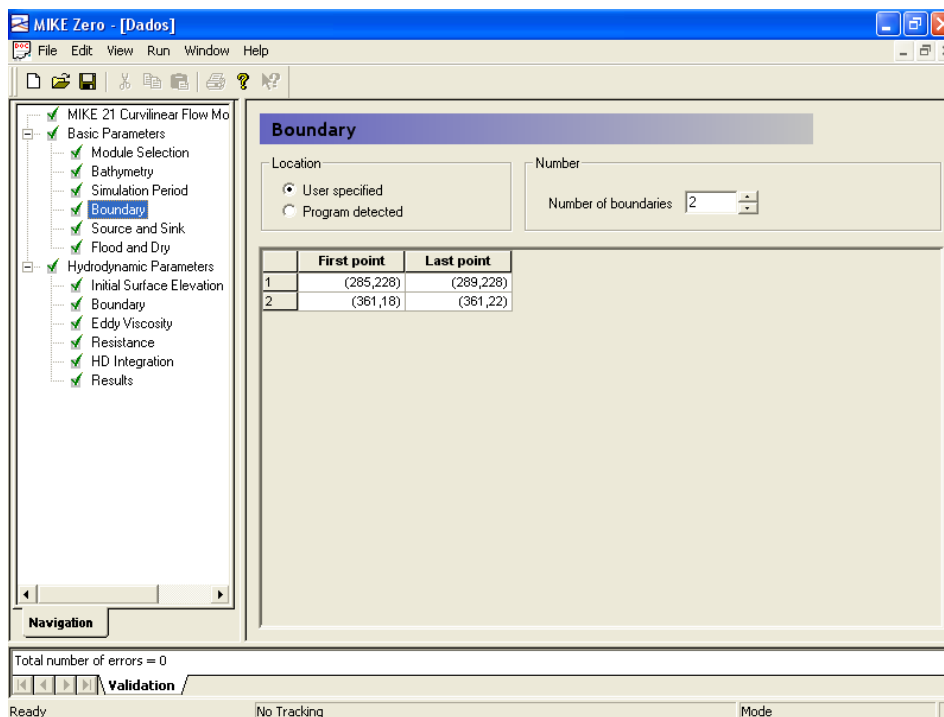 MIKE Zero - [Dados]
File Edit View Run Window Help
MIKE 21 Curvilinear Flow Mo
Basic Parameters
Module Selection
Bathymetry
Simulation Period
Boundary
Source and Sink
Flood and Dry
Hydrodynamic Parameters
Initial Surface Elevation
Boundary
Eddy Viscosity
Resistance
HD Integration
Results
Navigation
Boundary
Location
User specified
Program detected
Number
Number of boundaries 2
First point Last point
1 (285,228) (289,228)
2 (361,18) (361,22)
Total number of errors = 0
Validation
Ready No Tracking Mode